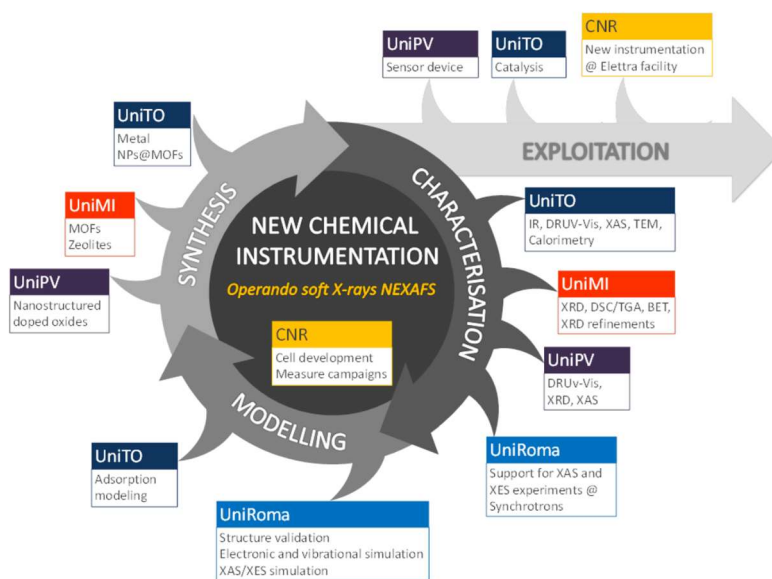 UniPV
Sensor device
UniTO
Catalysis
CNR
New instrumentation
@ Elettra facility
EXPLOITATION
UniTO
Metal
NPs@MOFs
UniMI
MOFs
Zeolites
UniPV
Nanostructured
doped oxides
SYNTHESIS
CHARACTERISATION
MODELLING
NEW CHEMICAL
INSTRUMENTATION
Operando soft X-rays NEXAFS
CNR
Cell development
Measure campaigns
UniTO
IR, DRUV-Vis, XAS, TEM,
Calorimetry
UniMI
XRD, DSC/TGA, BET,
XRD refinements
UniPV
DRUv-Vis,
XRD, XAS
UniRoma
Support for XAS and
XES experiments @
Synchrotrons
UniTO
Adsorption
modeling
UniRoma
Structure validation
Electronic and vibrational simulation
XAS/XES simulation